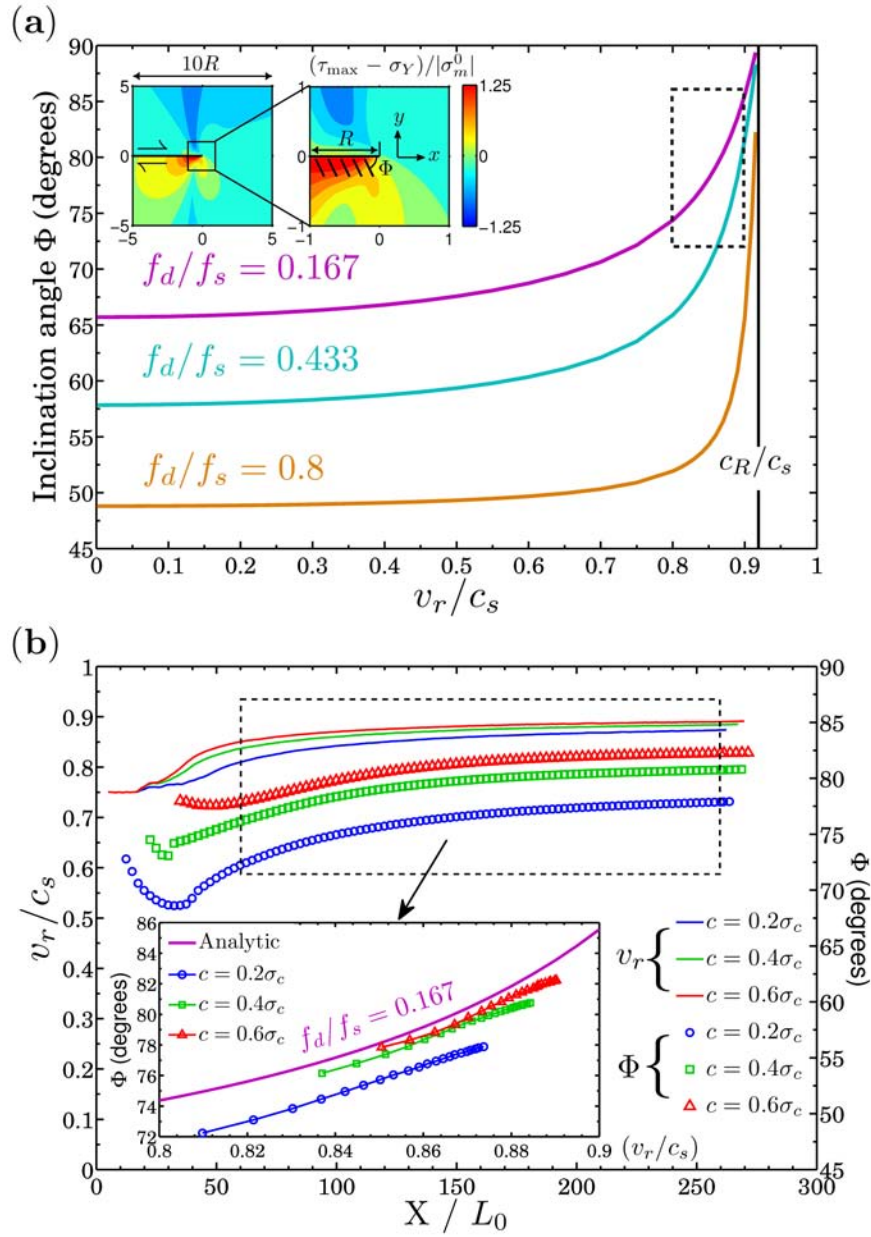 (a)
90
85
80
75
70
65
60
55
50
45
Inclination angle Φ (degrees)
10R
(τmax − σY)/|σm^0|
5
0
−5
−5 0 5
1
0
−1
−1 0 1
R
y
x
Φ
1.25
0
−1.25
fd/fs = 0.167
fd/fs = 0.433
fd/fs = 0.8
cR/cs
0 0.1 0.2 0.3 0.4 0.5 0.6 0.7 0.8 0.9 1
vr/cs
(b)
1
0.9
0.8
0.7
0.6
0.5
0.4
0.3
0.2
0.1
0
vr/cs
90
85
80
75
70
65
60
55
50
45
Φ (degrees)
86
84
82
80
78
76
74
72
Φ (degrees)
Analytic
c = 0.2σc
c = 0.4σc
c = 0.6σc
fd/fs = 0.167
0.8 0.82 0.84 0.86 0.88 0.9 (vr/cs)
vr { c = 0.2σc
c = 0.4σc
c = 0.6σc
Φ { c = 0.2σc
c = 0.4σc
c = 0.6σc
0 50 100 150 200 250 300
X / L0